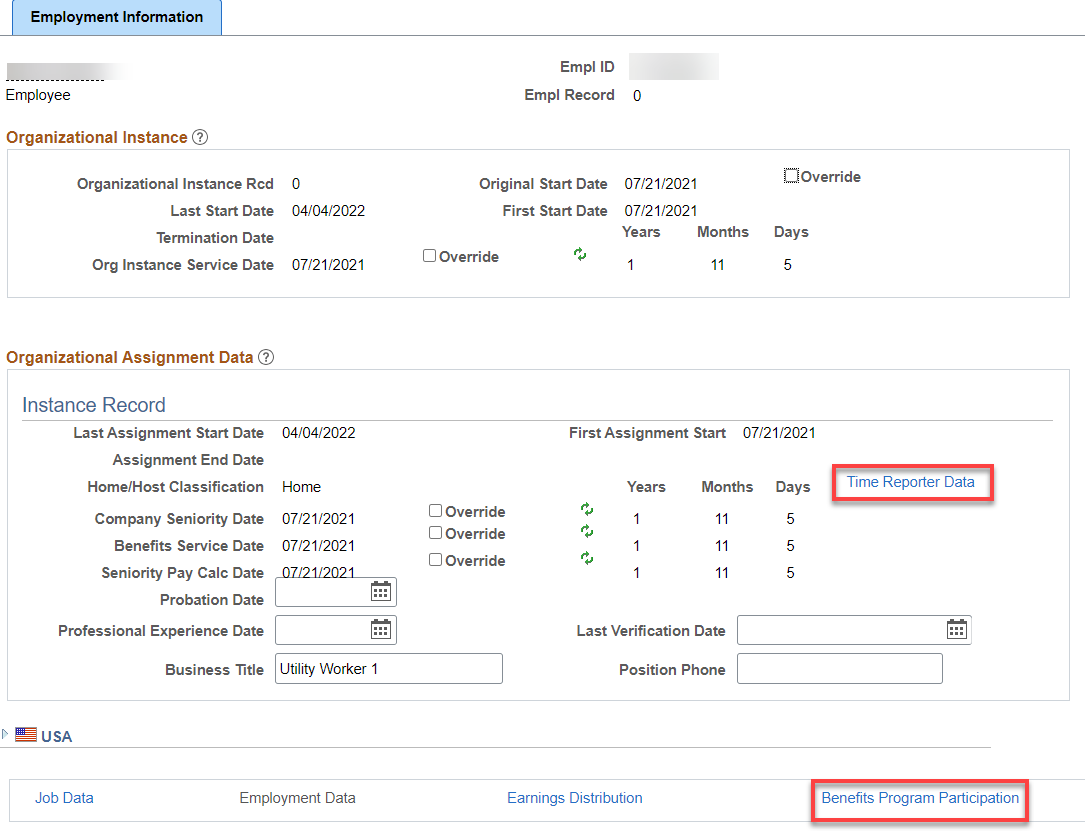 Employment Information
Empl ID
Employee
Empl Record 0
Organizational Instance ?
Organizational Instance Rcd 0 Original Start Date 07/21/2021 Override
Last Start Date 04/04/2022 First Start Date 07/21/2021
Termination Date Years Months Days
Org Instance Service Date 07/21/2021 Override 1 11 5
Organizational Assignment Data ?
Instance Record
Last Assignment Start Date 04/04/2022 First Assignment Start 07/21/2021
Assignment End Date
Home/Host Classification Home Years Months Days Time Reporter Data
Company Seniority Date 07/21/2021 Override 1 11 5
Benefits Service Date 07/21/2021 Override 1 11 5
Seniority Pay Calc Date 07/21/2021 Override 1 11 5
Probation Date
Professional Experience Date Last Verification Date
Business Title Utility Worker 1 Position Phone
USA
Job Data Employment Data Earnings Distribution Benefits Program Participation